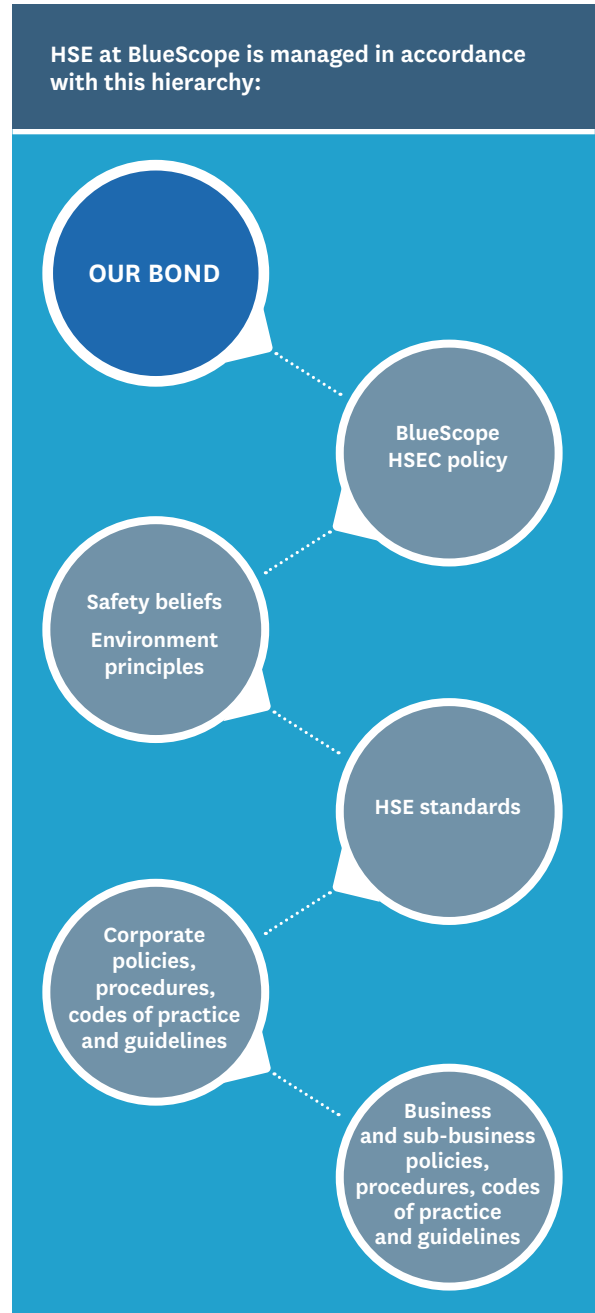 HSE at BlueScope is managed in accordance
with this hierarchy:
OUR BOND
BlueScope
HSEC policy
Safety beliefs
Environment
principles
HSE standards
Corporate
policies,
procedures,
codes of practice
and guidelines
Business
and sub-business
policies,
procedures, codes
of practice
and guidelines